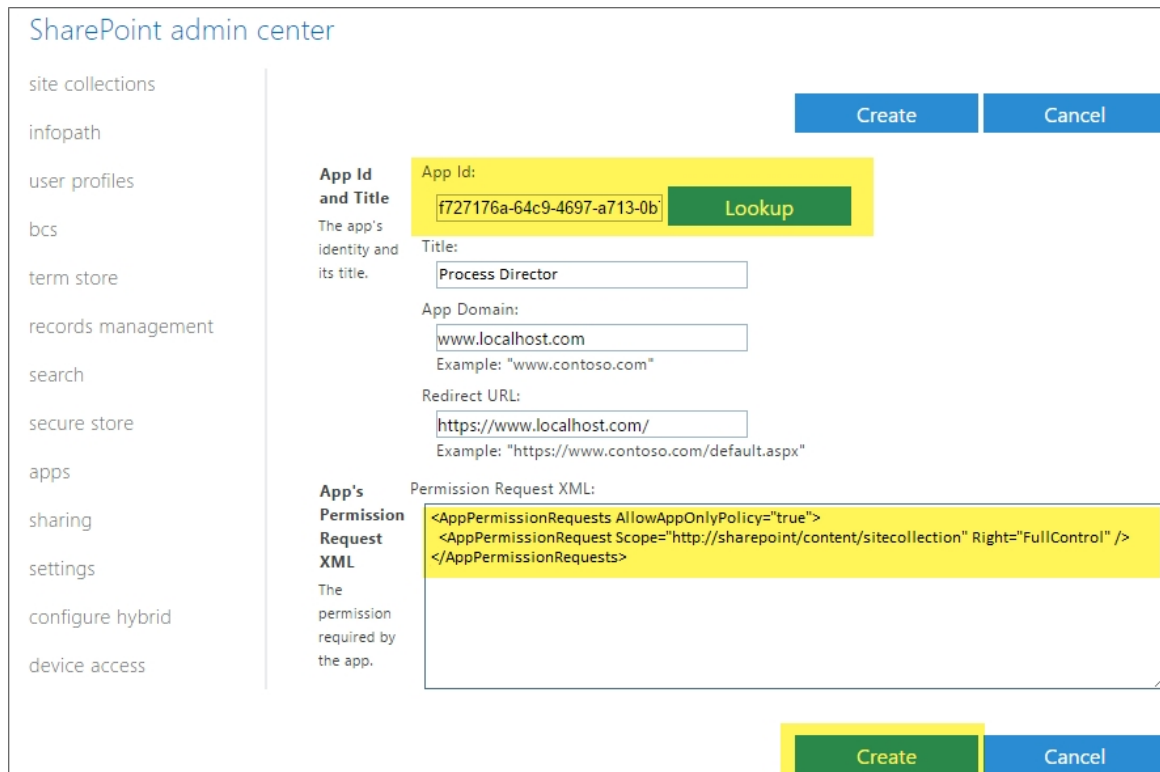 SharePoint admin center
site collections
infopath
user profiles
bcs
term store
records management
search
secure store
apps
sharing
settings
configure hybrid
device access
Create
Cancel
App Id
and Title
The app's
identity and
its title.
App Id:
f727176a-64c9-4697-a713-0b
Lookup
Title:
Process Director
App Domain:
www.localhost.com
Example: "www.contoso.com"
Redirect URL:
https://www.localhost.com/
Example: "https://www.contoso.com/default.aspx"
App's
Permission
Request
XML
The
permission
required by
the app.
Permission Request XML:
<AppPermissionRequests AllowAppOnlyPolicy="true">
<AppPermissionRequest Scope="http://sharepoint/content/sitecollection" Right="FullControl" />
</AppPermissionRequests>
Create
Cancel